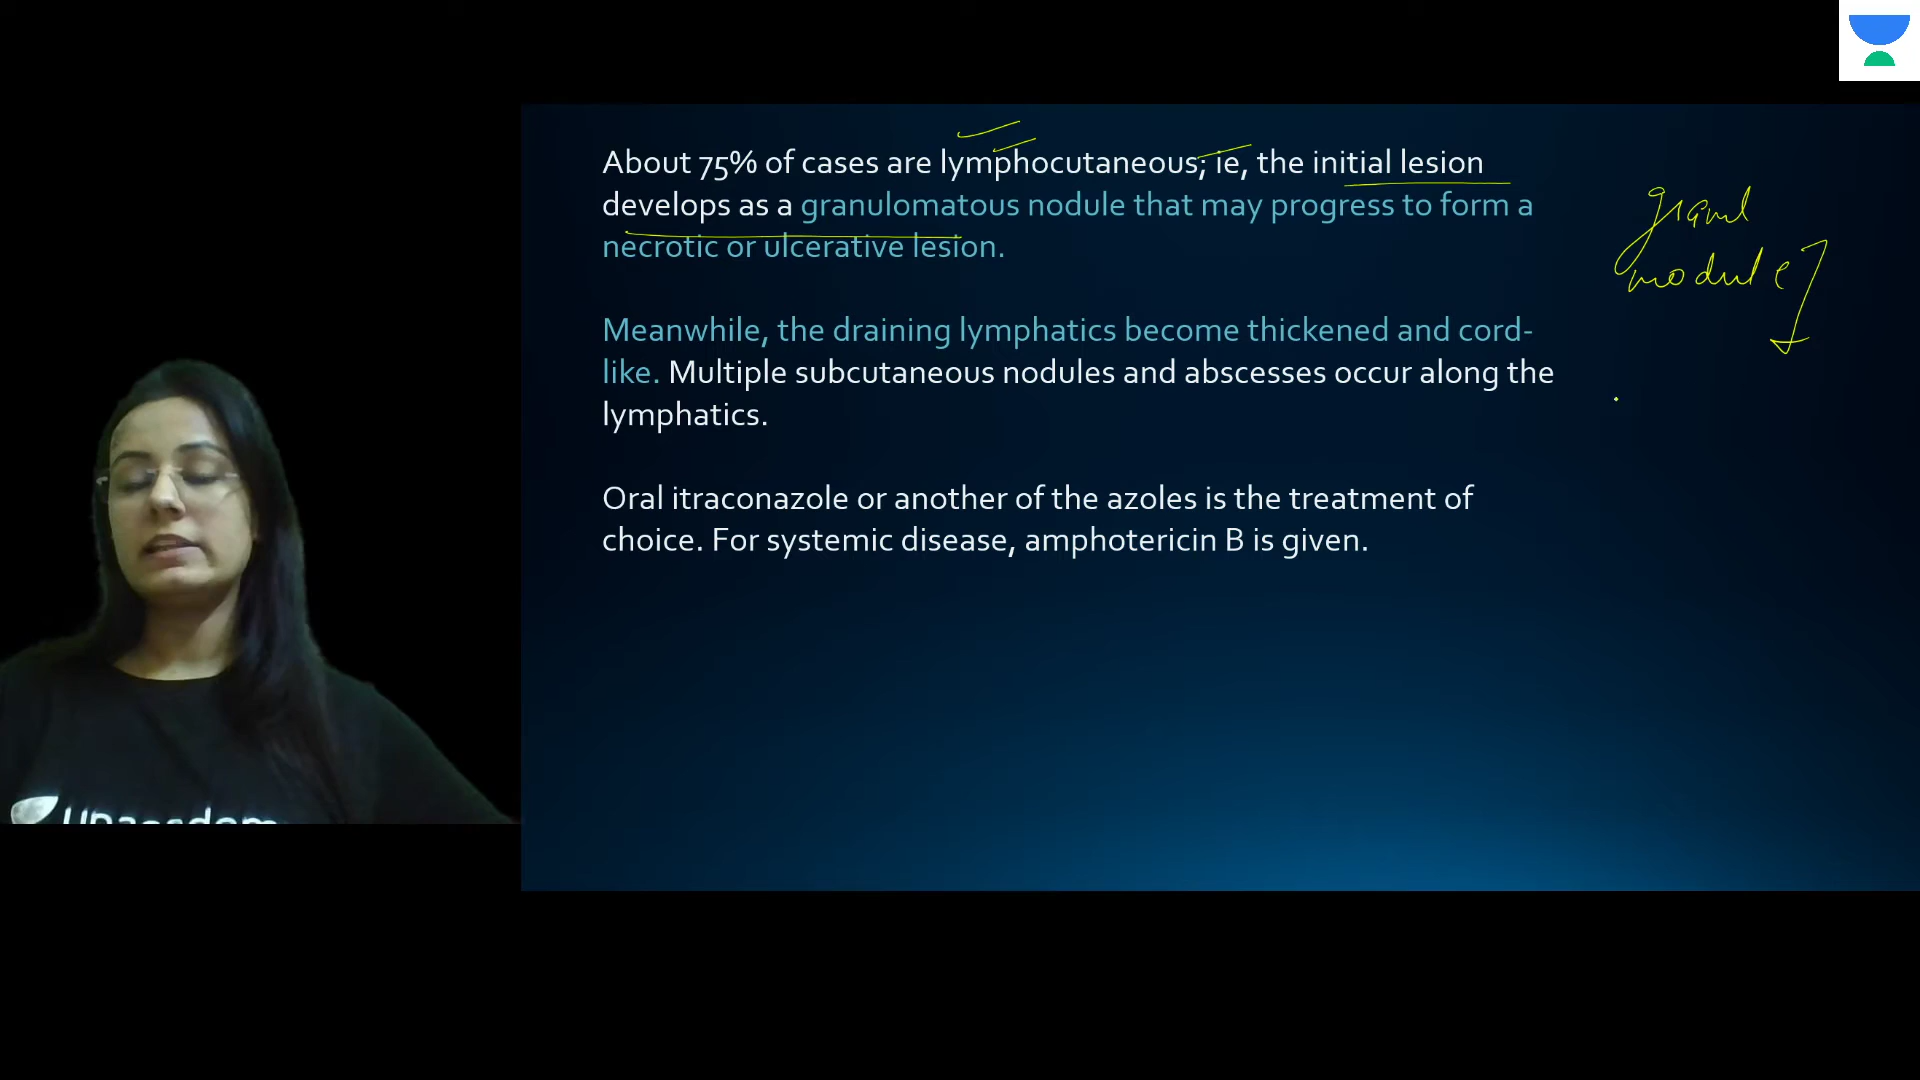 About 75% of cases are lymphocutaneous; ie, the initial lesion
develops as a granulomatous nodule that may progress to form a
necrotic or ulcerative lesion.
Meanwhile, the draining lymphatics become thickened and cord-
like. Multiple subcutaneous nodules and abscesses occur along the
lymphatics.
Oral itraconazole or another of the azoles is the treatment of
choice. For systemic disease, amphotericin B is given.
nodule